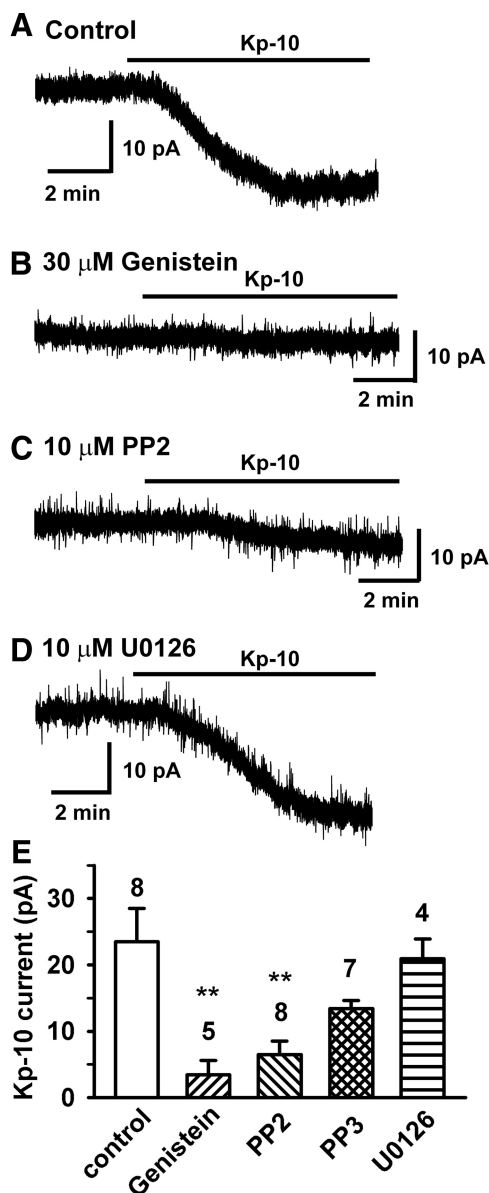 A Control
Kp-10
10 pA
2 min
B 30 μM Genistein
Kp-10
10 pA
2 min
C 10 μM PP2
Kp-10
10 pA
2 min
D 10 μM U0126
Kp-10
10 pA
2 min
E
Kp-10 current (pA)
30
20
10
0
8
**
5
**
8
7
4
control
Genistein
PP2
PP3
U0126